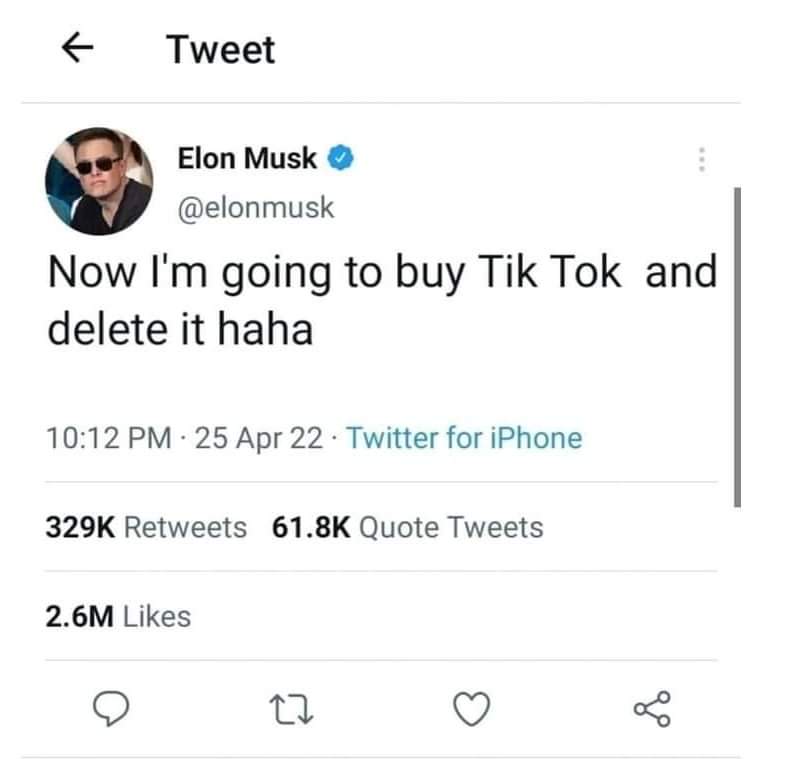 Tweet
Elon Musk
@elonmusk
Now I'm going to buy Tik Tok  and
delete it haha
10:12 PM · 25 Apr 22 · Twitter for iPhone
329K Retweets 61.8K Quote Tweets
2.6M Likes